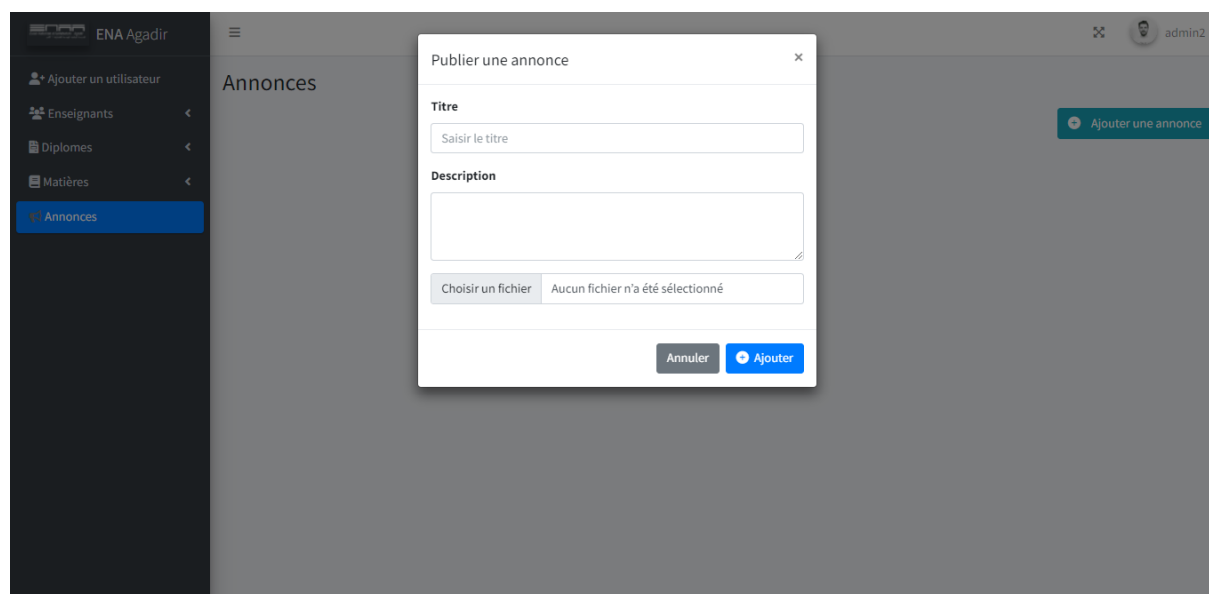 ENA Agadir
admin2
Publier une annonce
×
Ajouter un utilisateur
Annonces
Enseignants
Titre
Ajouter une annonce
Saisir le titre
Diplomes
Matières
Description
Annonces
Choisir un fichier Aucun fichier n'a été sélectionné
Annuler Ajouter